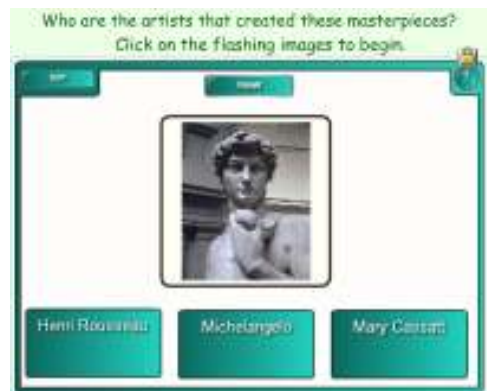 Who are the artists that created these masterpieces?
Click on the flashing images to begin.
Henri Rousseau
Michelangelo
Mary Cassatt